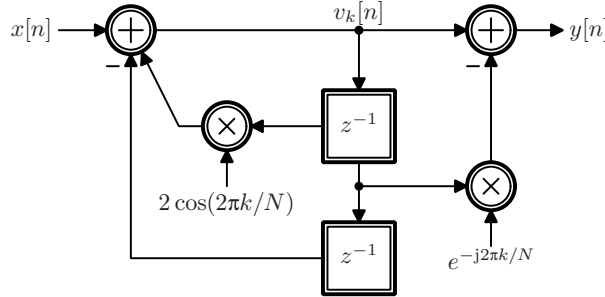 x[n]
v_k[n]
y[n]
+
+
−
−
z⁻¹
×
2 cos(2πk/N)
×
z⁻¹
e^{−j2πk/N}